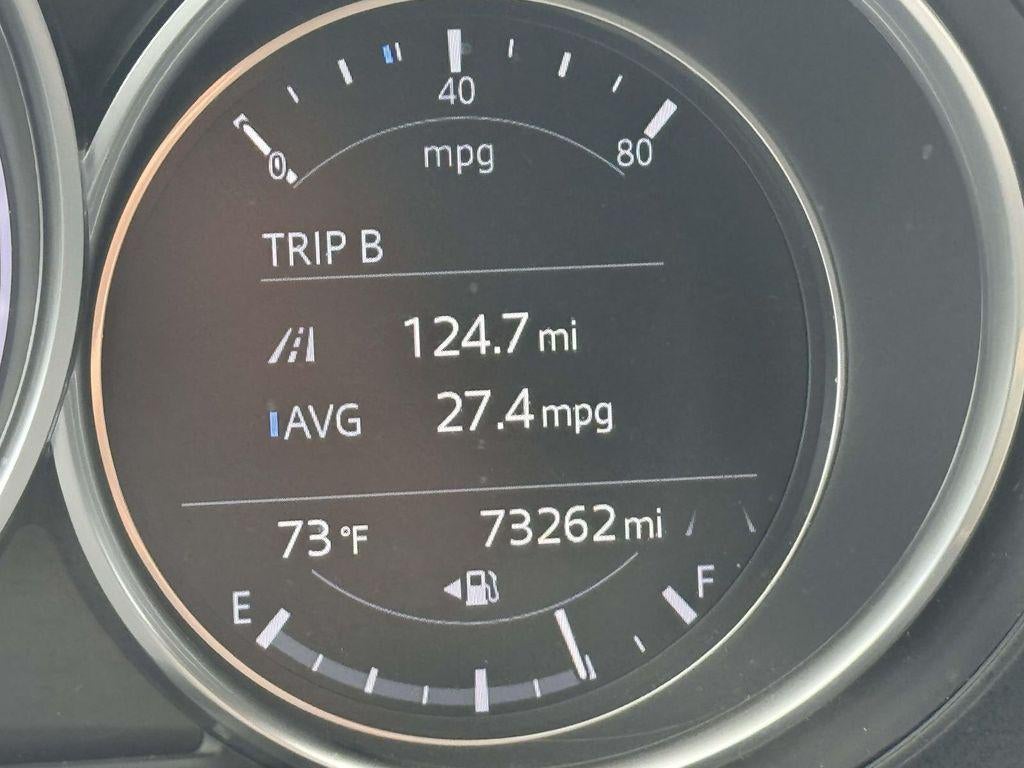 40
0 mpg 80
TRIP B
124.7 mi
AVG 27.4 mpg
73 °F 73262 mi
E F